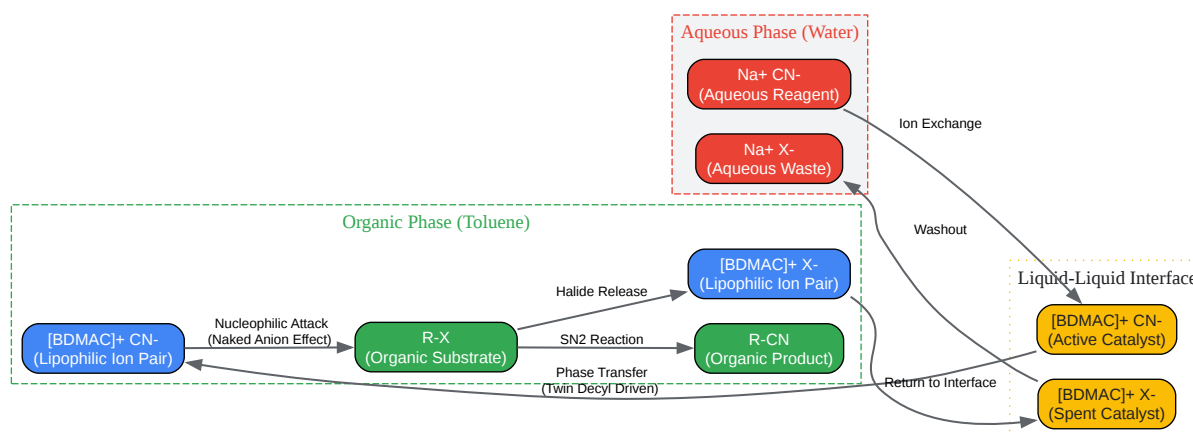 Aqueous Phase (Water)
Na+ CN-
(Aqueous Reagent)
Ion Exchange
Na+ X-
(Aqueous Waste)
Organic Phase (Toluene)
Washout
[BDMAC]+ X-
(Lipophilic Ion Pair)
Liquid-Liquid Interface
Halide Release
[BDMAC]+ CN-
(Lipophilic Ion Pair)
Nucleophilic Attack
(Naked Anion Effect)
R-X
(Organic Substrate)
SN2 Reaction
R-CN
(Organic Product)
[BDMAC]+ CN-
(Active Catalyst)
Phase Transfer
(Twin Decyl Driven)
Return to Interface
[BDMAC]+ X-
(Spent Catalyst)